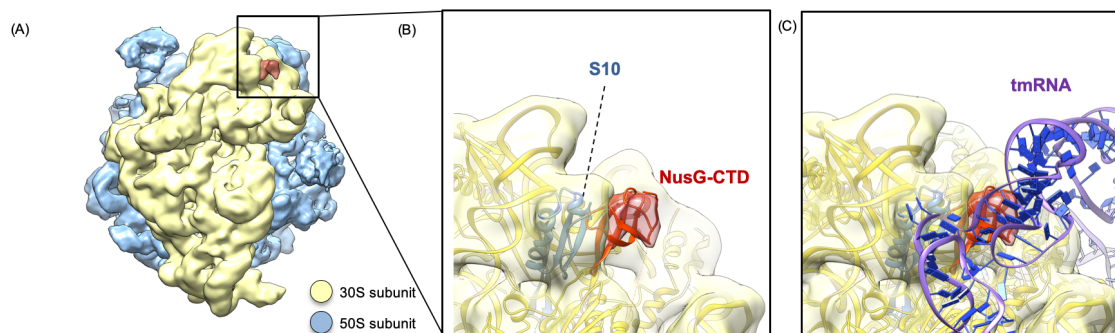 (A)
(B)
(C)
S10
tmRNA
NusG-CTD
30S subunit
50S subunit